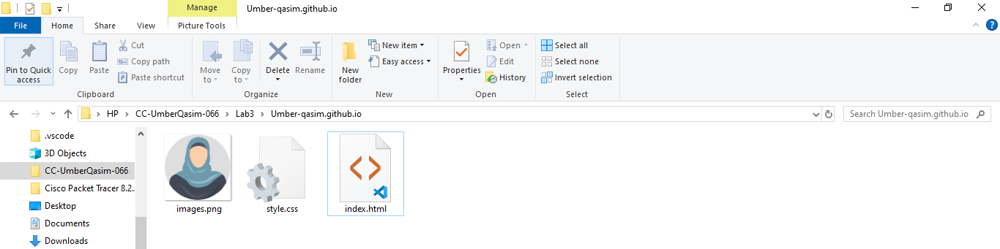 Manage
Umber-qasim.github.io
File
Home
Share
View
Picture Tools
Pin to Quick access
Copy
Paste
Cut
Copy path
Paste shortcut
Clipboard
Move to
Copy to
Delete
Rename
Organize
New folder
New item
Easy access
New
Properties
Open
Edit
History
Open
Select all
Select none
Invert selection
Select
HP > CC-UmberQasim-066 > Lab3 > Umber-qasim.github.io
Search Umber-qasim.github.io
.vscode
3D Objects
CC-UmberQasim-066
Cisco Packet Tracer 8.2..
Desktop
Documents
Downloads
images.png
style.css
index.html